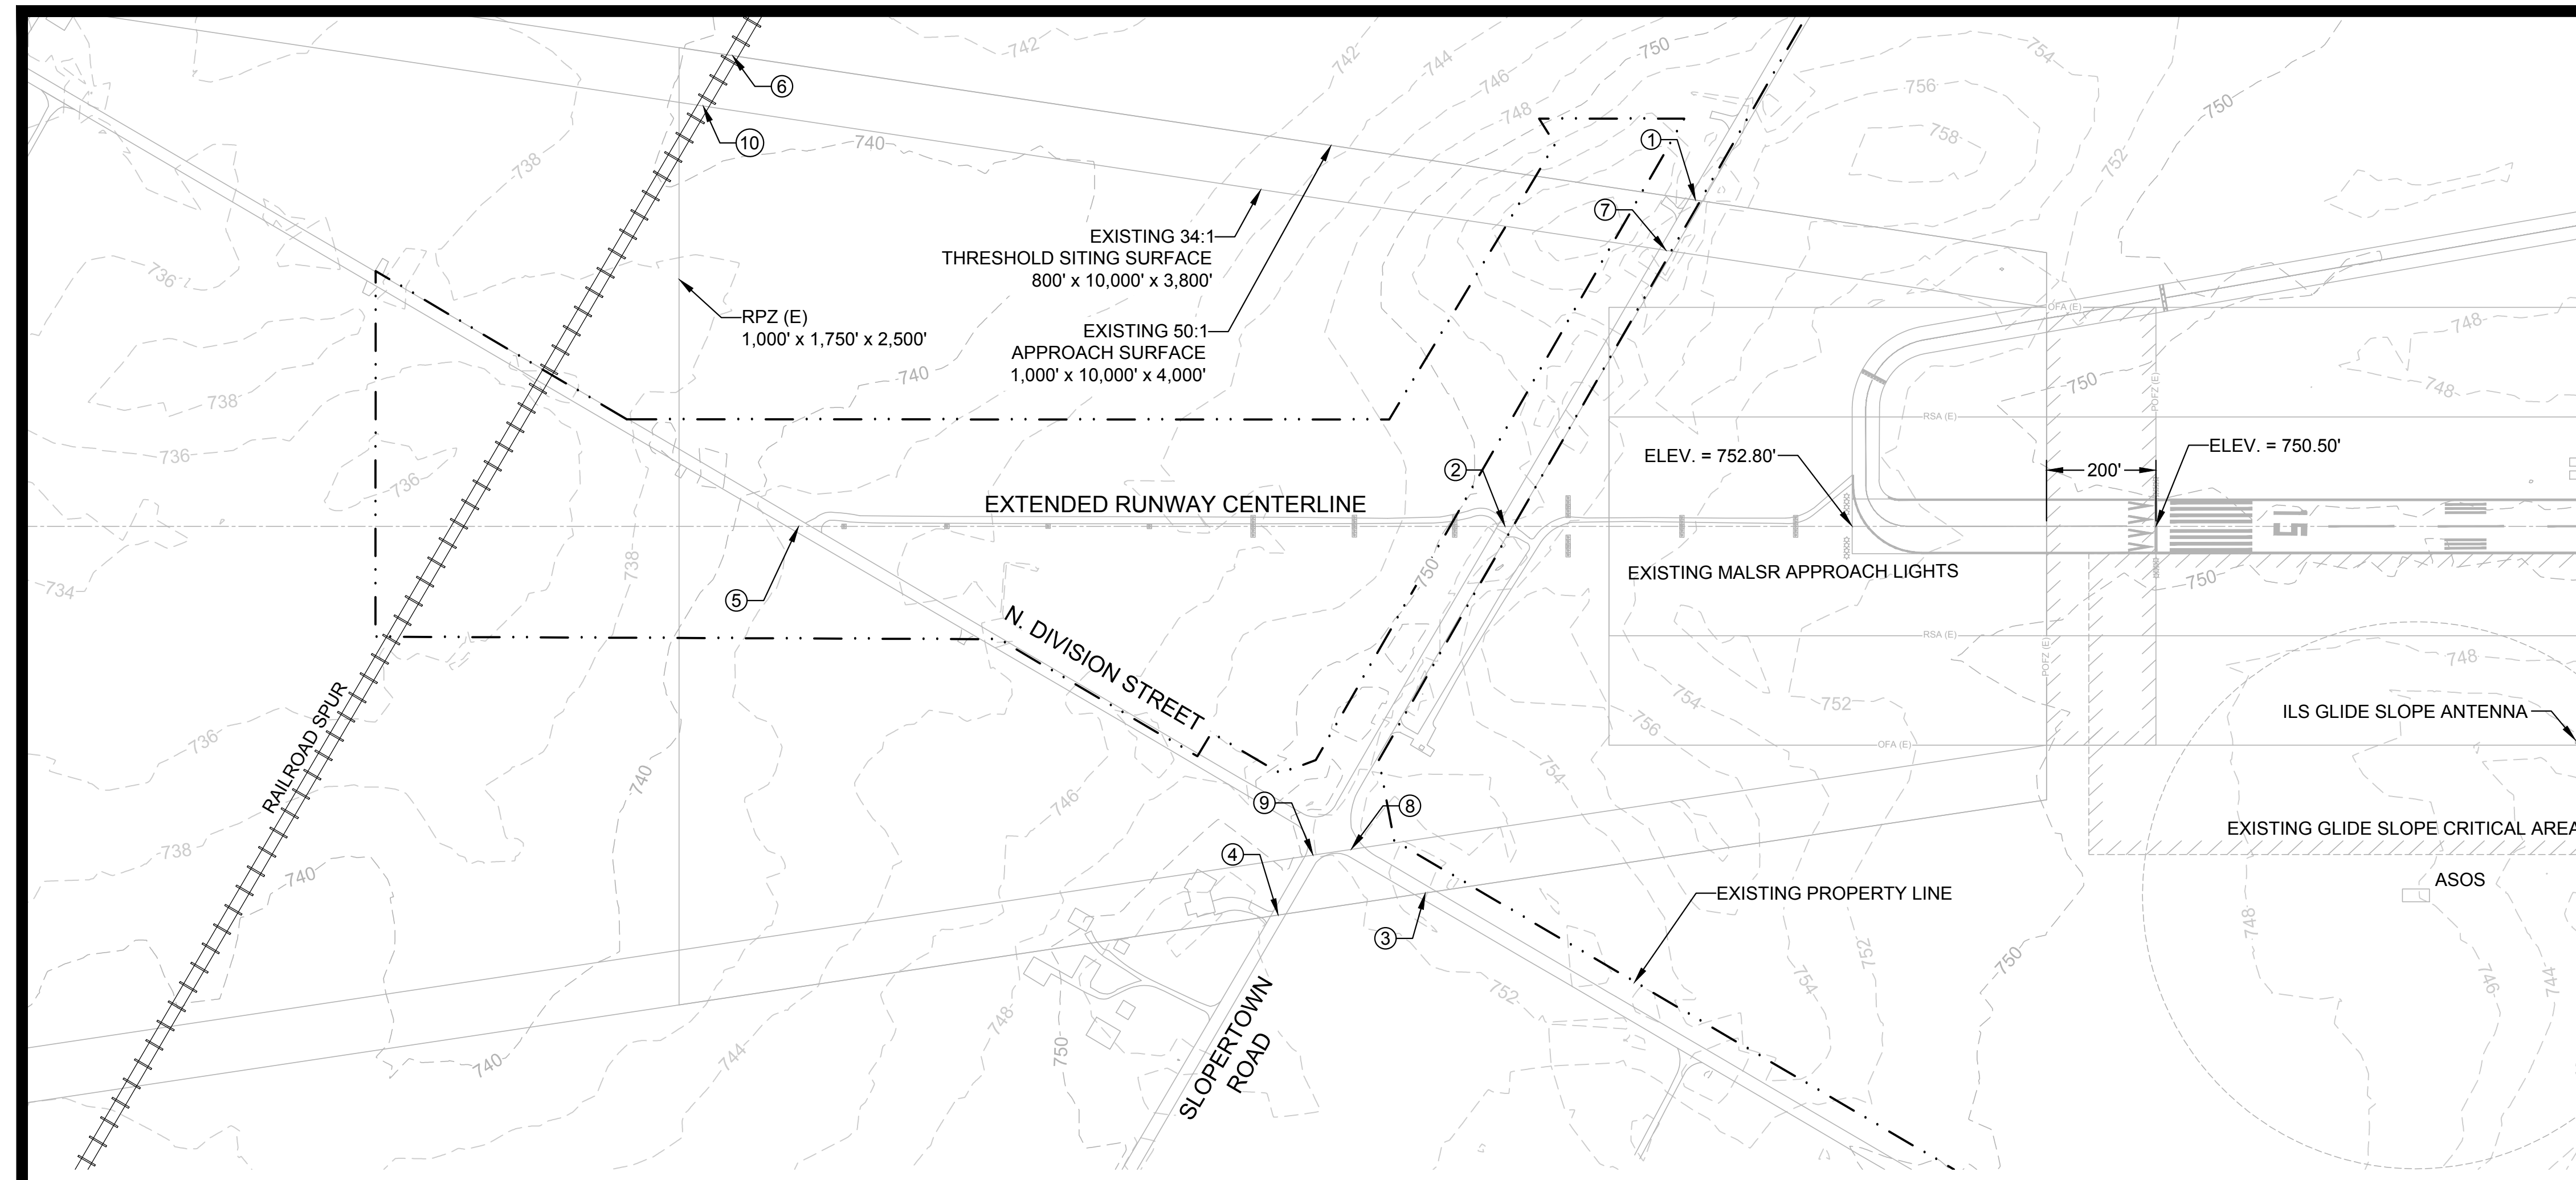 742
742
744
746
748
750
754
756
758
752
750
6
10
740
738
1
7
736
EXISTING 34:1
THRESHOLD SITING SURFACE
800' x 10,000' x 3,800'
RPZ (E)
1,000' x 1,750' x 2,500'
EXISTING 50:1
APPROACH SURFACE
1,000' x 10,000' x 4,000'
OFA (E)
748
740
750
POFZ (E)
748
738
RSA (E)
736
736
2
ELEV. = 752.80'
200'
ELEV. = 750.50'
EXTENDED RUNWAY CENTERLINE
5
738
734
5
750
EXISTING MALSR APPROACH LIGHTS
750
N. DIVISION STREET
RSA (E)
POFZ (E)
748
RAILROAD SPUR
754
752
756
736
ILS GLIDE SLOPE ANTENNA
OFA (E)
740
754
746
9
8
738
4
EXISTING GLIDE SLOPE CRITICAL AREA
740
EXISTING PROPERTY LINE
ASOS
3
748
752
750
754
746
744
752
748
SLOPERTOWN
ROAD
750
744
740